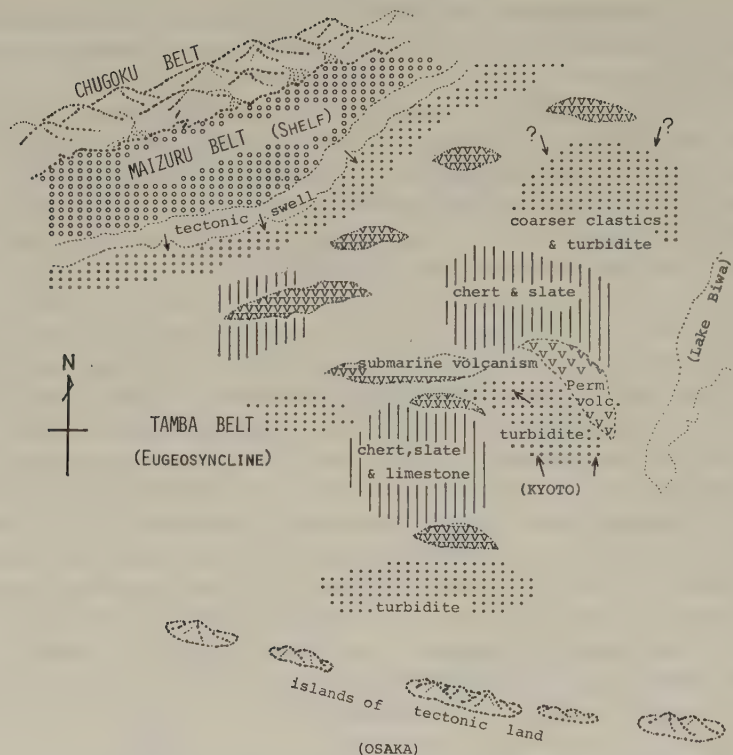 CHUGOKU BELT
MAIZURU BELT (SHELF)
tectonic swell
?
?
coarser clastics
& turbidite
chert & slate
(Lake Biwa)
submarine volcanism
Perm
volc.
N
TAMBA BELT
(EUGEOSYNCLINE)
turbidite
chert, slate
& limestone
(KYOTO)
turbidite
islands of tectonic land
(OSAKA)